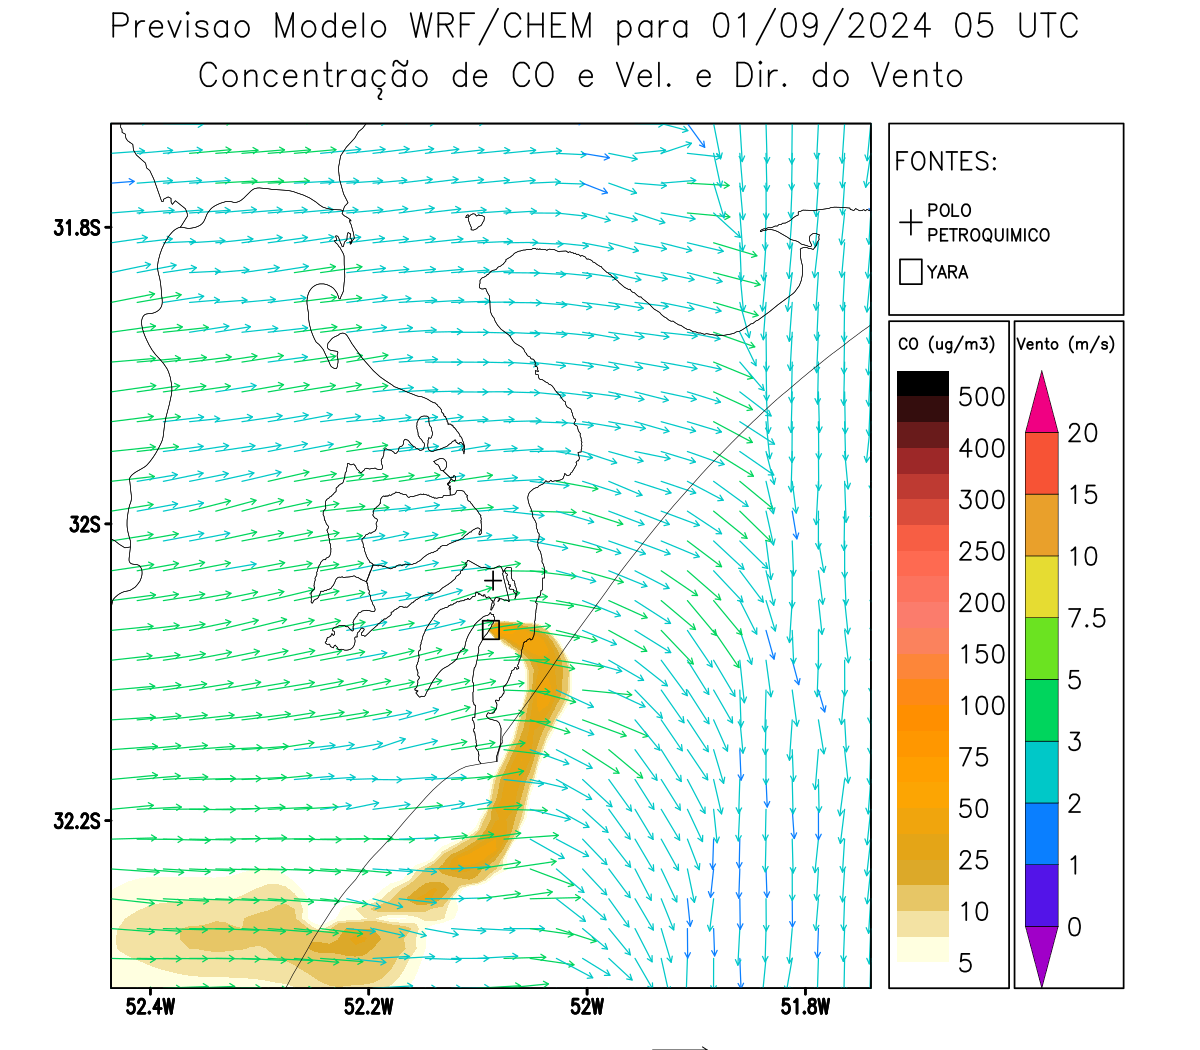 Previsao Modelo WRF/CHEM para 01/09/2024 05 UTC
Concentração de CO e Vel. e Dir. do Vento
FONTES:
POLO
PETROQUIMICO
YARA
31.8S
32S
32.2S
52.4W
52.2W
52W
51.8W
CO (ug/m3)
500
400
300
250
200
150
100
75
50
25
10
5
Vento (m/s)
20
15
10
7.5
5
3
2
1
0